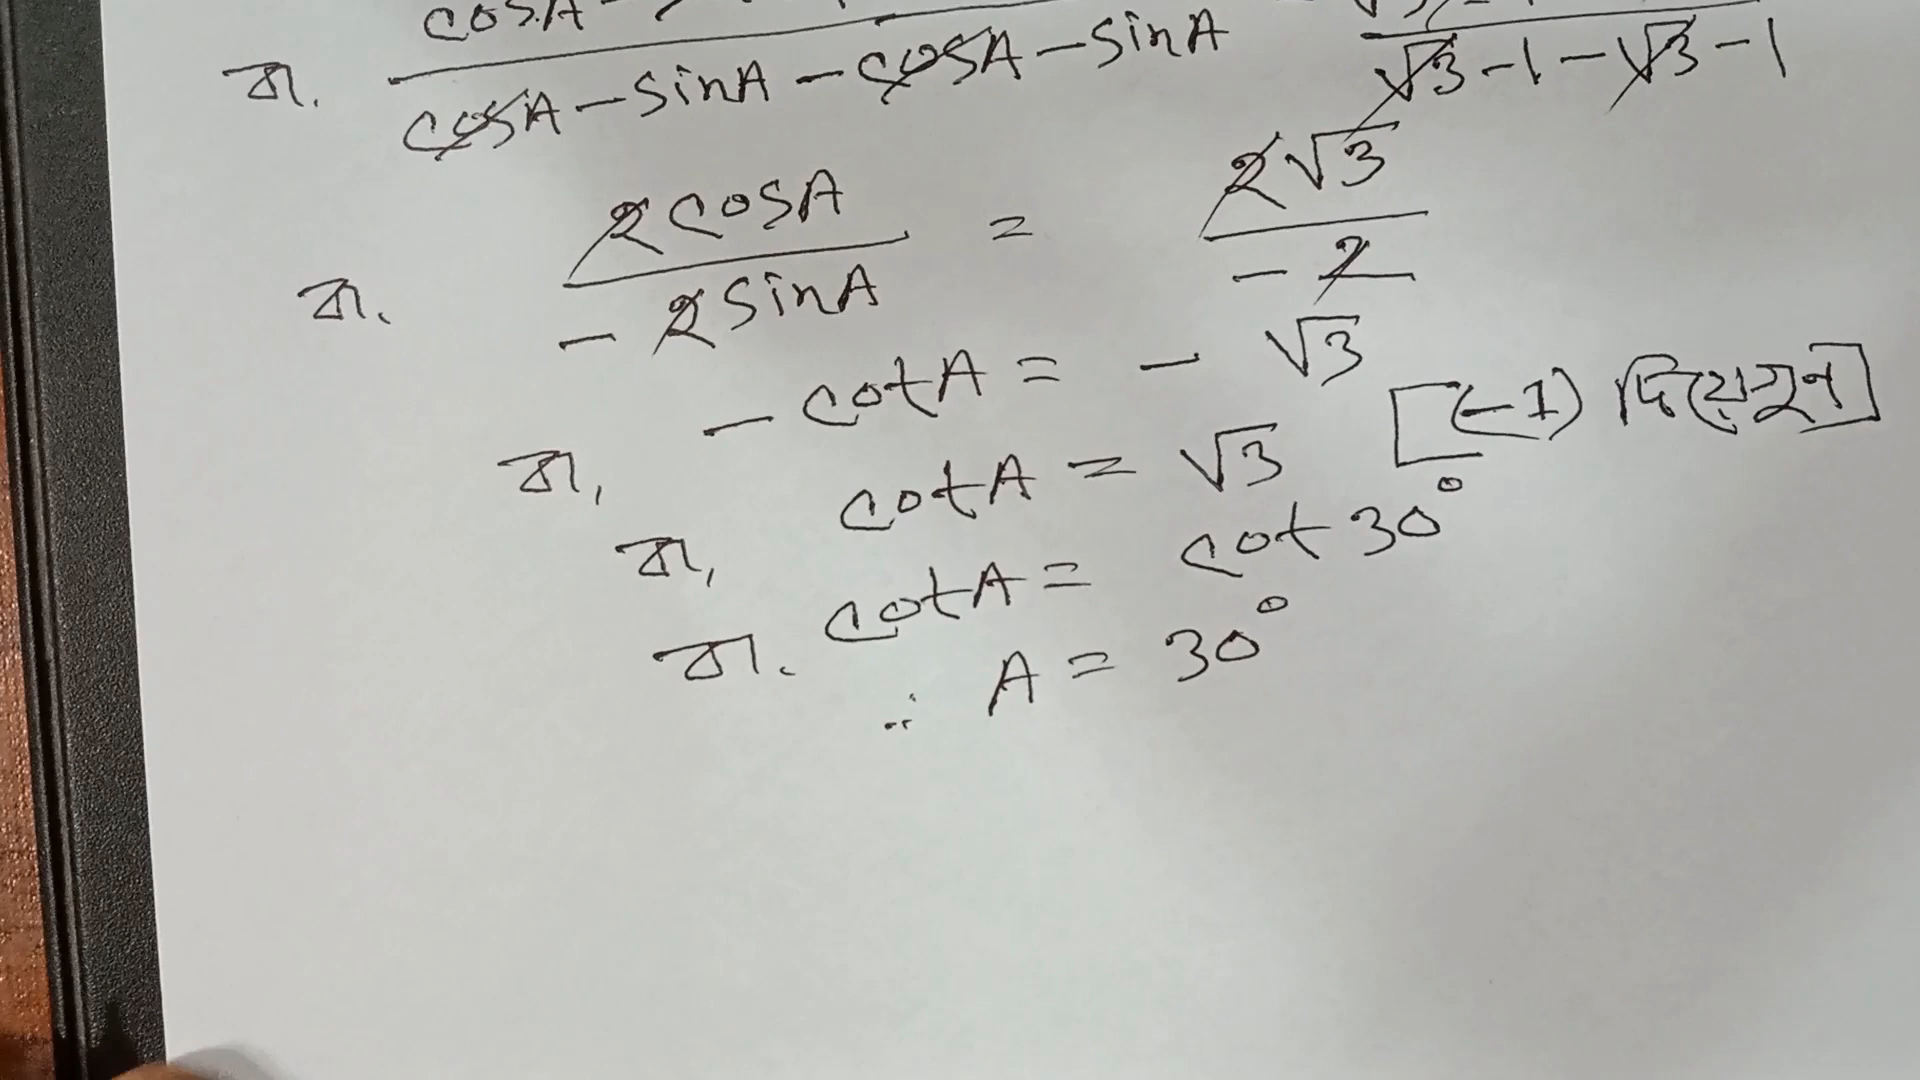 cosA
বা. cosA - sinA - cosA - sinA √3 - 1 - √3 - 1
বা. 2cosA / - 2sinA = 2√3 / - 2
- cotA = - √3
বা, cotA = √3 [(-1) দিয়ে গুন]
বা, cotA = cot 30°
বা. ∴ A = 30°